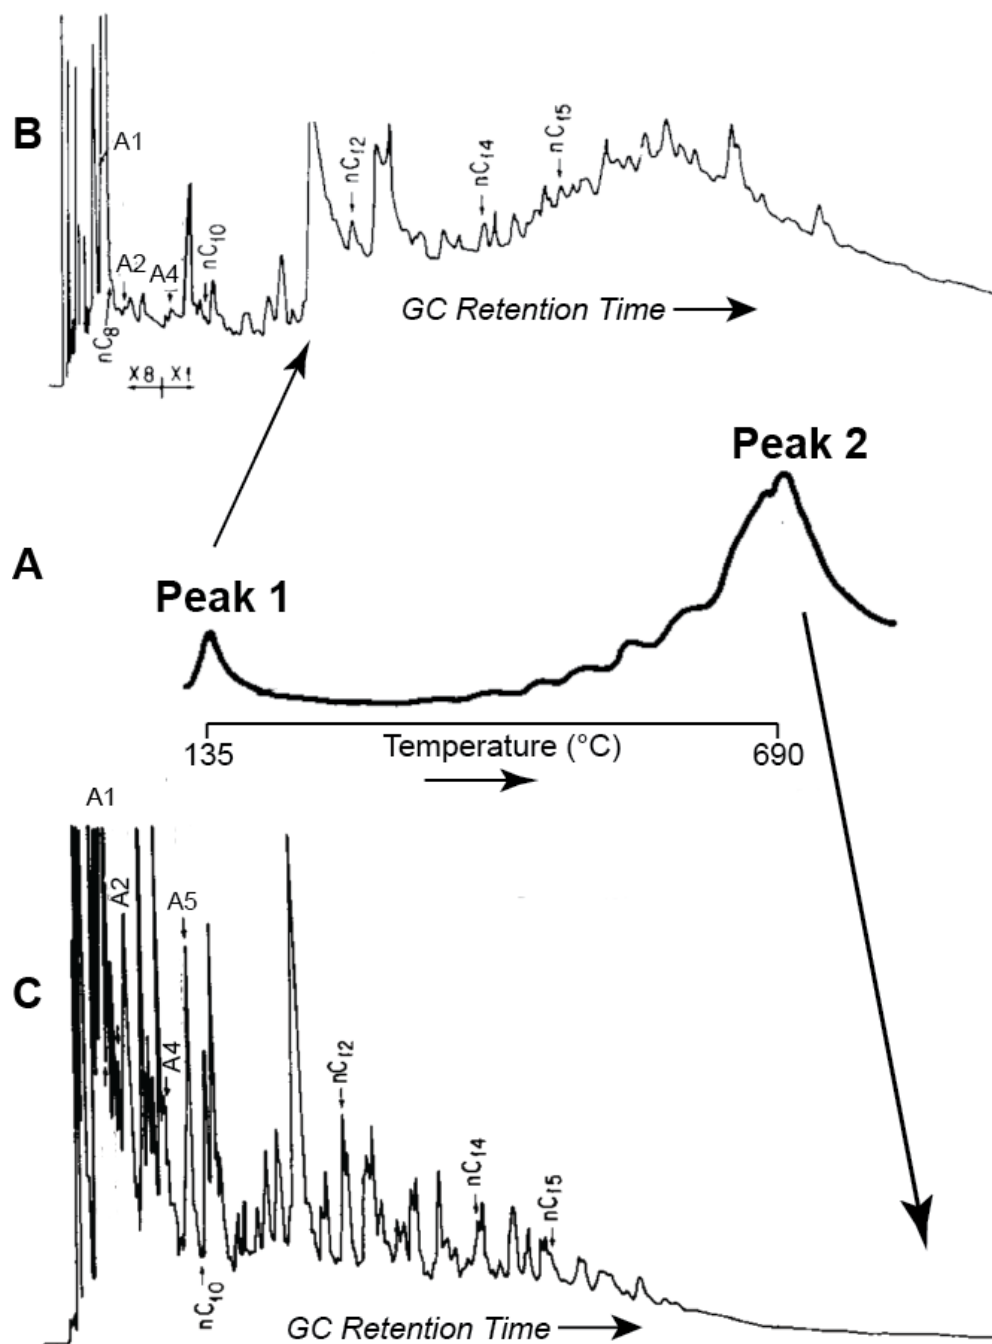 B
A1
A2
A4
nC8
nC10
X8 X1
nC12
nC14
nC15
GC Retention Time
Peak 2
A
Peak 1
Temperature (°C)
135
690
A1
A2
A5
A4
C
nC10
nC12
nC14
nC15
GC Retention Time